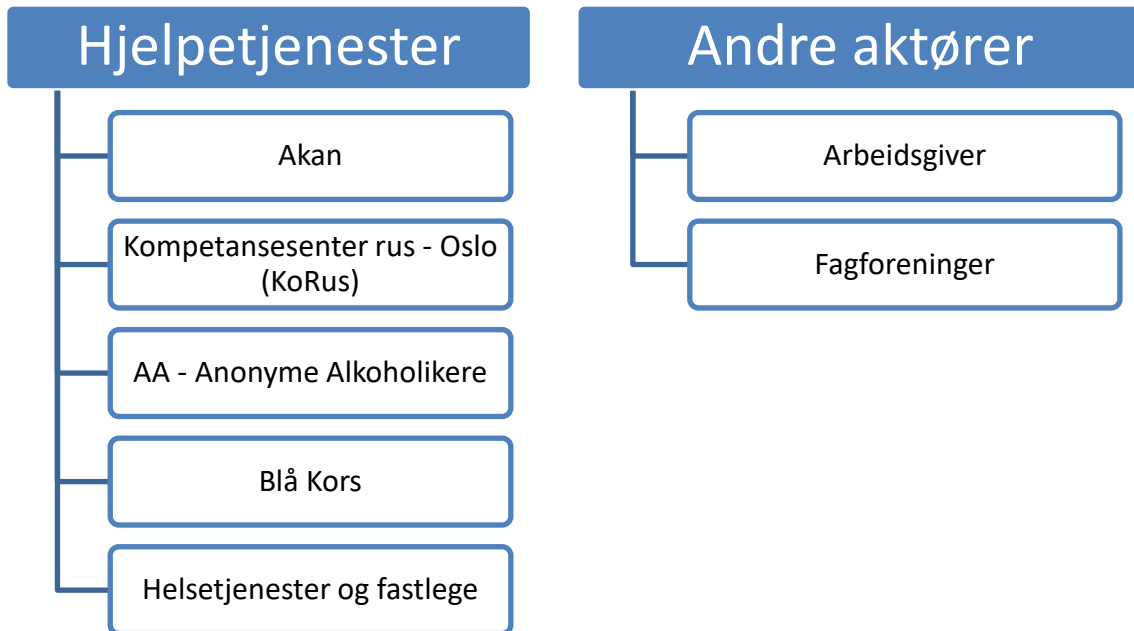 Hjelpetjenester
Akan
Kompetansesenter rus - Oslo
(KoRus)
AA - Anonyme Alkoholikere
Blå Kors
Helsetjenester og fastlege
Andre aktører
Arbeidsgiver
Fagforeninger